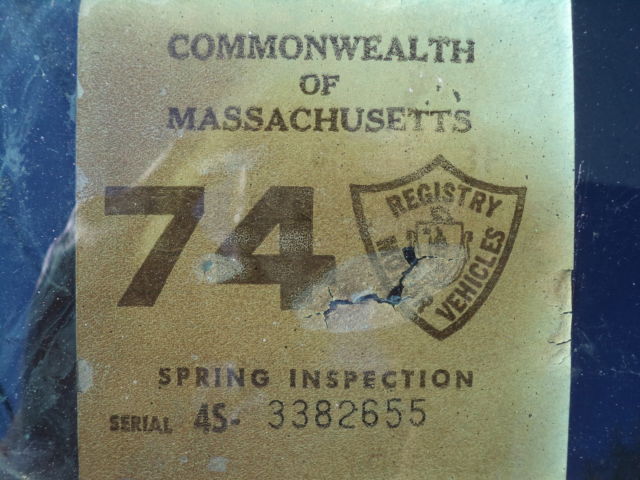 COMMONWEALTH
OF
MASSACHUSETTS
74
REGISTRY
VEHICLES
SPRING INSPECTION
SERIAL 4S- 3382655